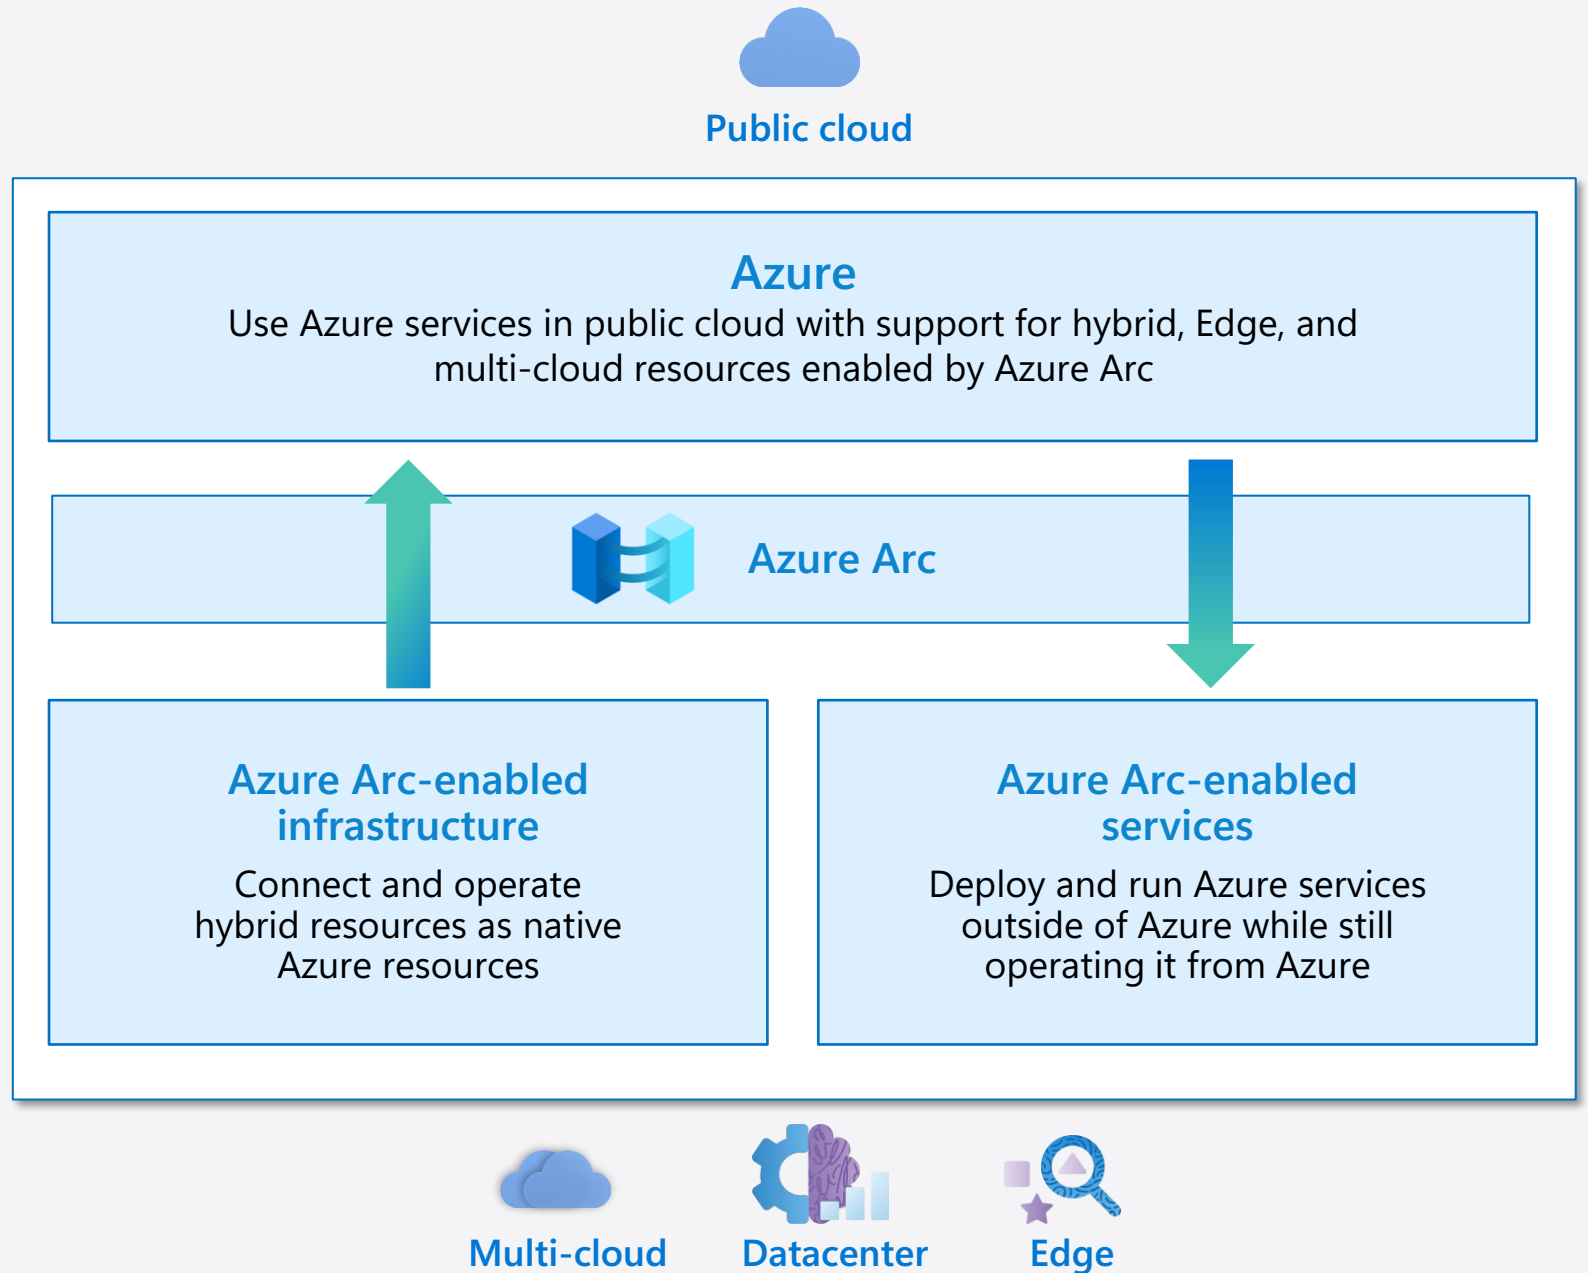 Public cloud
Azure
Use Azure services in public cloud with support for hybrid, Edge, and
multi-cloud resources enabled by Azure Arc
Azure Arc
Azure Arc-enabled
infrastructure
Connect and operate
hybrid resources as native
Azure resources
Azure Arc-enabled
services
Deploy and run Azure services
outside of Azure while still
operating it from Azure
Multi-cloud
Datacenter
Edge